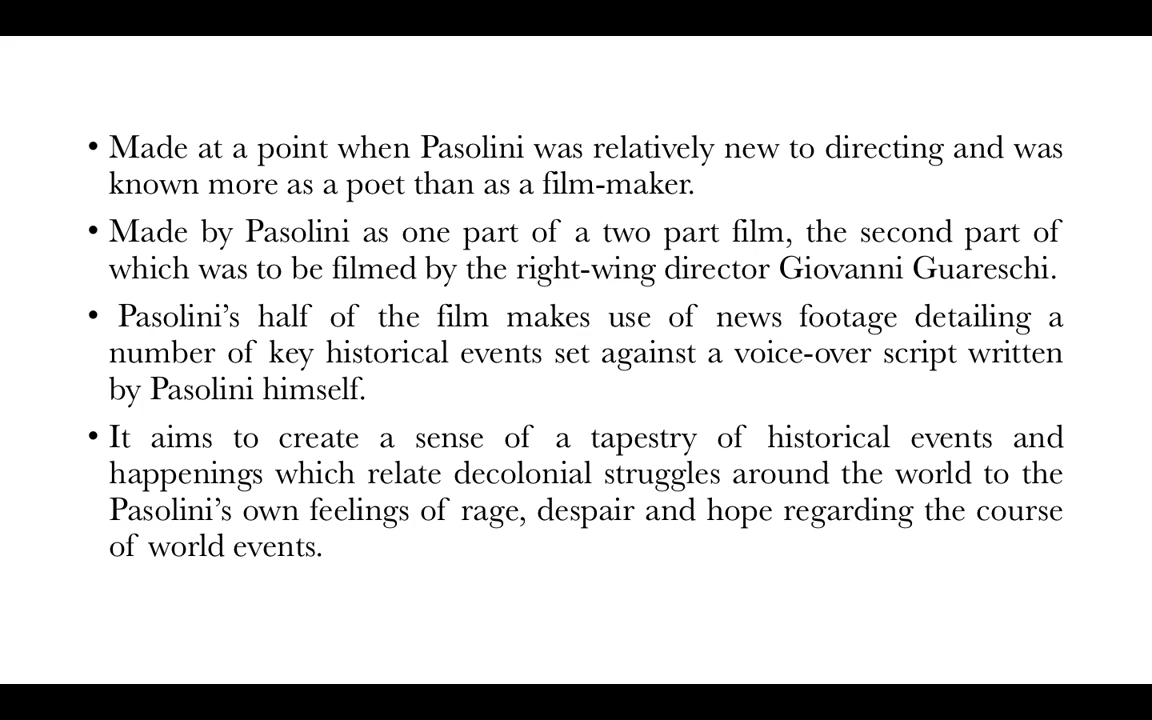 • Made at a point when Pasolini was relatively new to directing and was
known more as a poet than as a film-maker.
• Made by Pasolini as one part of a two part film, the second part of
which was to be filmed by the right-wing director Giovanni Guareschi.
• Pasolini’s half of the film makes use of news footage detailing a
number of key historical events set against a voice-over script written
by Pasolini himself.
• It aims to create a sense of a tapestry of historical events and
happenings which relate decolonial struggles around the world to the
Pasolini’s own feelings of rage, despair and hope regarding the course
of world events.